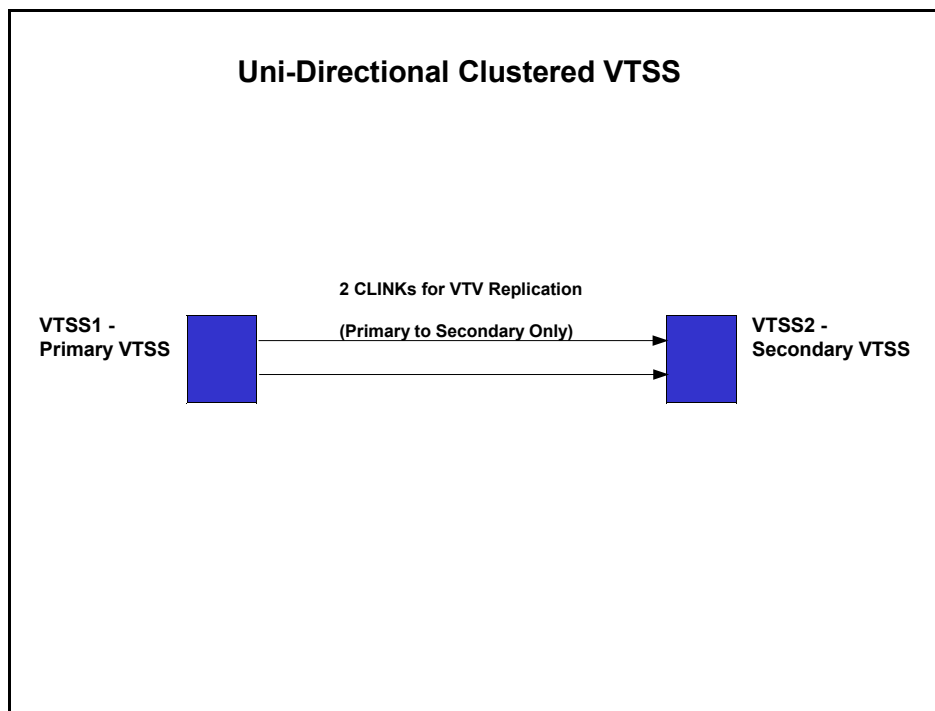 Uni-Directional Clustered VTSS
2 CLINKs for VTV Replication
(Primary to Secondary Only)
VTSS1 -
Primary VTSS
VTSS2 -
Secondary VTSS